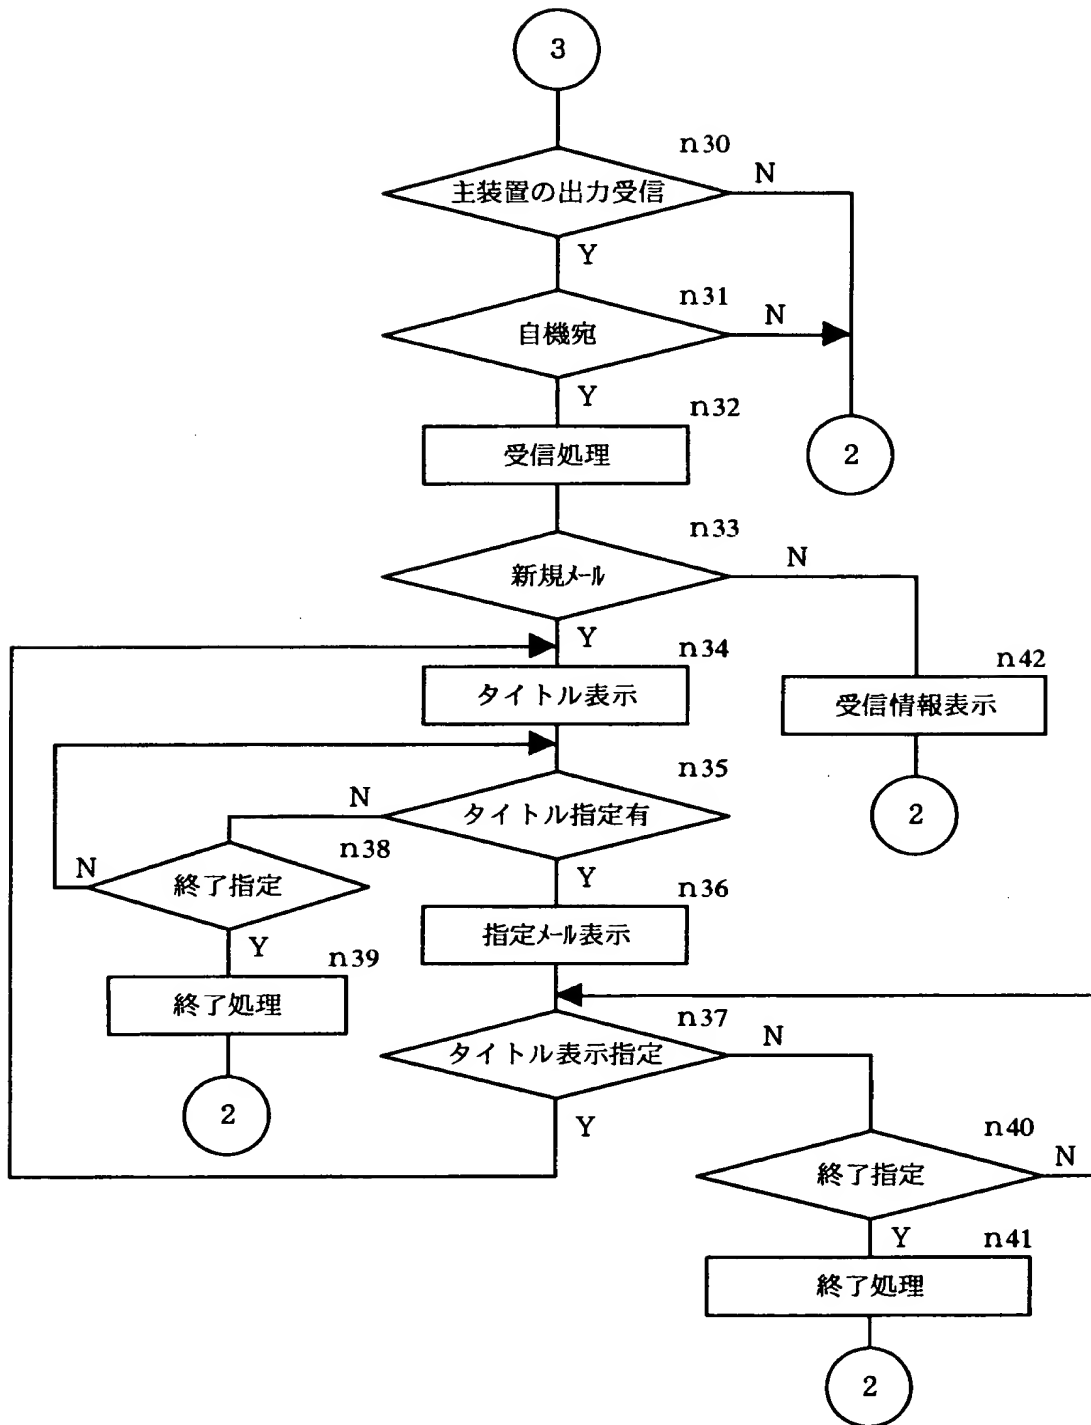 3
n30
主装置の出力受信
N
Y
n31
自機宛
N
Y
n32
受信処理
2
n33
新規メール
N
Y
n34
タイトル表示
n42
受信情報表示
n35
タイトル指定有
N
2
n38
終了指定
N
Y
Y
n36
指定メール表示
n39
終了処理
n37
タイトル表示指定
N
2
Y
n40
終了指定
N
Y
n41
終了処理
2